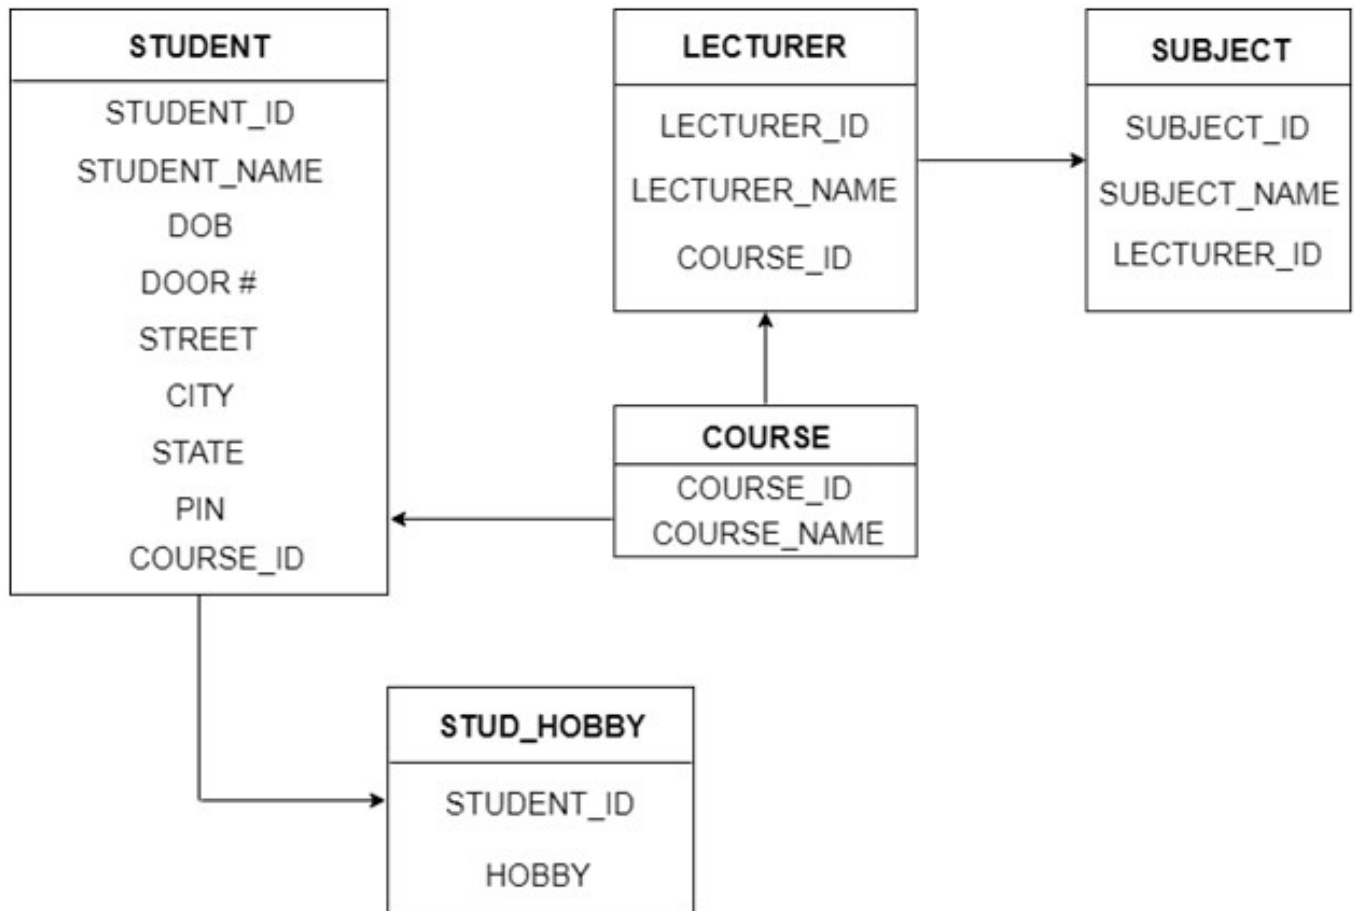 STUDENT
STUDENT_ID
STUDENT_NAME
DOB
DOOR #
STREET
CITY
STATE
PIN
COURSE_ID
LECTURER
LECTURER_ID
LECTURER_NAME
COURSE_ID
SUBJECT
SUBJECT_ID
SUBJECT_NAME
LECTURER_ID
COURSE
COURSE_ID
COURSE_NAME
STUD_HOBBY
STUDENT_ID
HOBBY